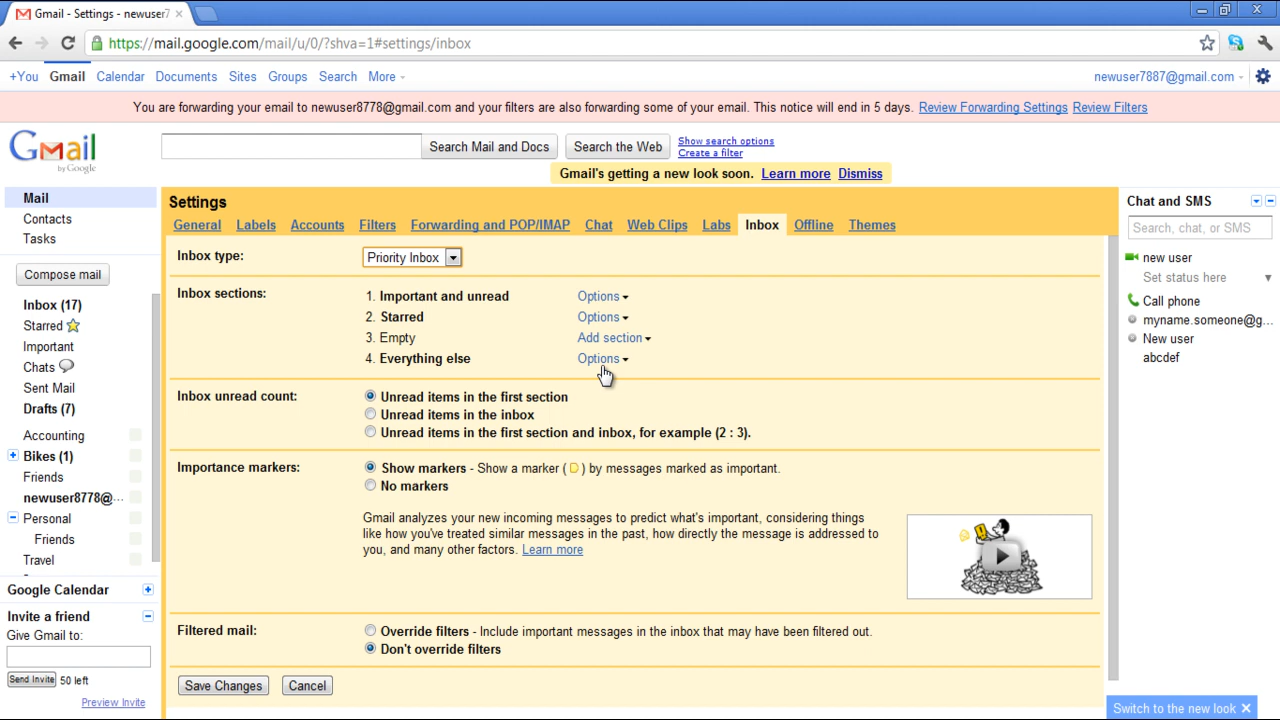 Gmail - Settings - newuser7
https://mail.google.com/mail/u/0/?shva=1#settings/inbox
+You Gmail Calendar Documents Sites Groups Search More
newuser7887@gmail.com
You are forwarding your email to newuser8778@gmail.com and your filters are also forwarding some of your email. This notice will end in 5 days. Review Forwarding Settings Review Filters
Gmail
by Google
Search Mail and Docs
Search the Web
Show search options
Create a filter
Gmail's getting a new look soon. Learn more Dismiss
Mail
Contacts
Tasks
Compose mail
Inbox (17)
Starred
Important
Chats
Sent Mail
Drafts (7)
Accounting
Bikes (1)
Friends
newuser8778@...
Personal
Friends
Travel
Google Calendar
Invite a friend
Give Gmail to:
Send Invite 50 left
Preview Invite
Settings
General Labels Accounts Filters Forwarding and POP/IMAP Chat Web Clips Labs Inbox Offline Themes
Inbox type: Priority Inbox
Inbox sections: 1. Important and unread Options
2. Starred Options
3. Empty Add section
4. Everything else Options
Inbox unread count: Unread items in the first section
Unread items in the inbox
Unread items in the first section and inbox, for example (2 : 3).
Importance markers: Show markers - Show a marker ( ) by messages marked as important.
No markers
Gmail analyzes your new incoming messages to predict what's important, considering things
like how you've treated similar messages in the past, how directly the message is addressed to
you, and many other factors. Learn more
Filtered mail: Override filters - Include important messages in the inbox that may have been filtered out.
Don't override filters
Save Changes Cancel
Chat and SMS
Search, chat, or SMS
new user
Set status here
Call phone
myname.someone@g...
New user
abcdef
Switch to the new look